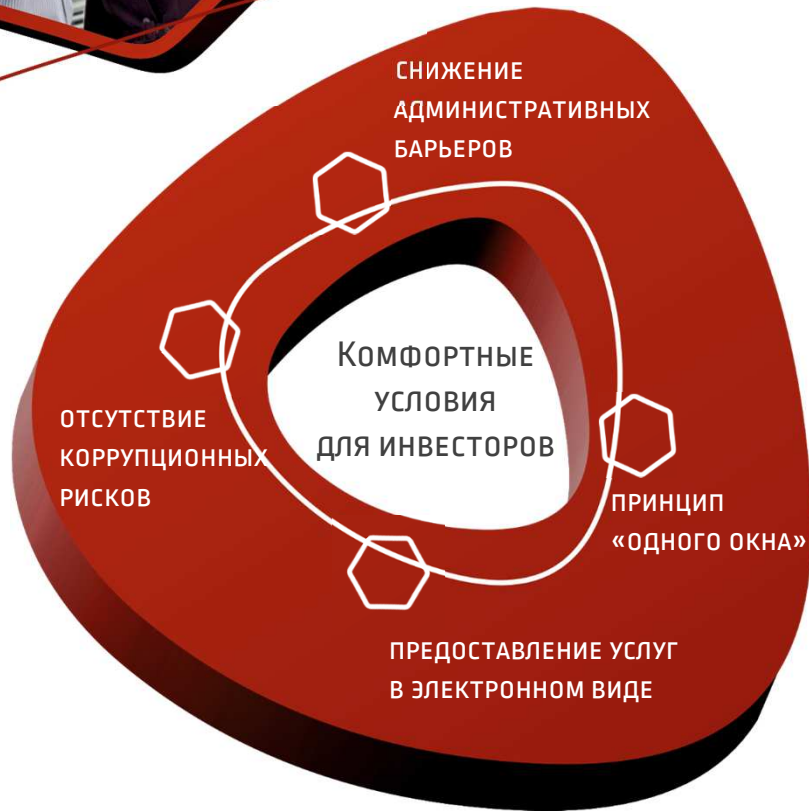 СНИЖЕНИЕ
АДМИНИСТРАТИВНЫХ
БАРЬЕРОВ
Комфортные
условия
для инвесторов
ОТСУТСТВИЕ
КОРРУПЦИОННЫХ
РИСКОВ
ПРИНЦИП
«ОДНОГО ОКНА»
ПРЕДОСТАВЛЕНИЕ УСЛУГ
В ЭЛЕКТРОННОМ ВИДЕ